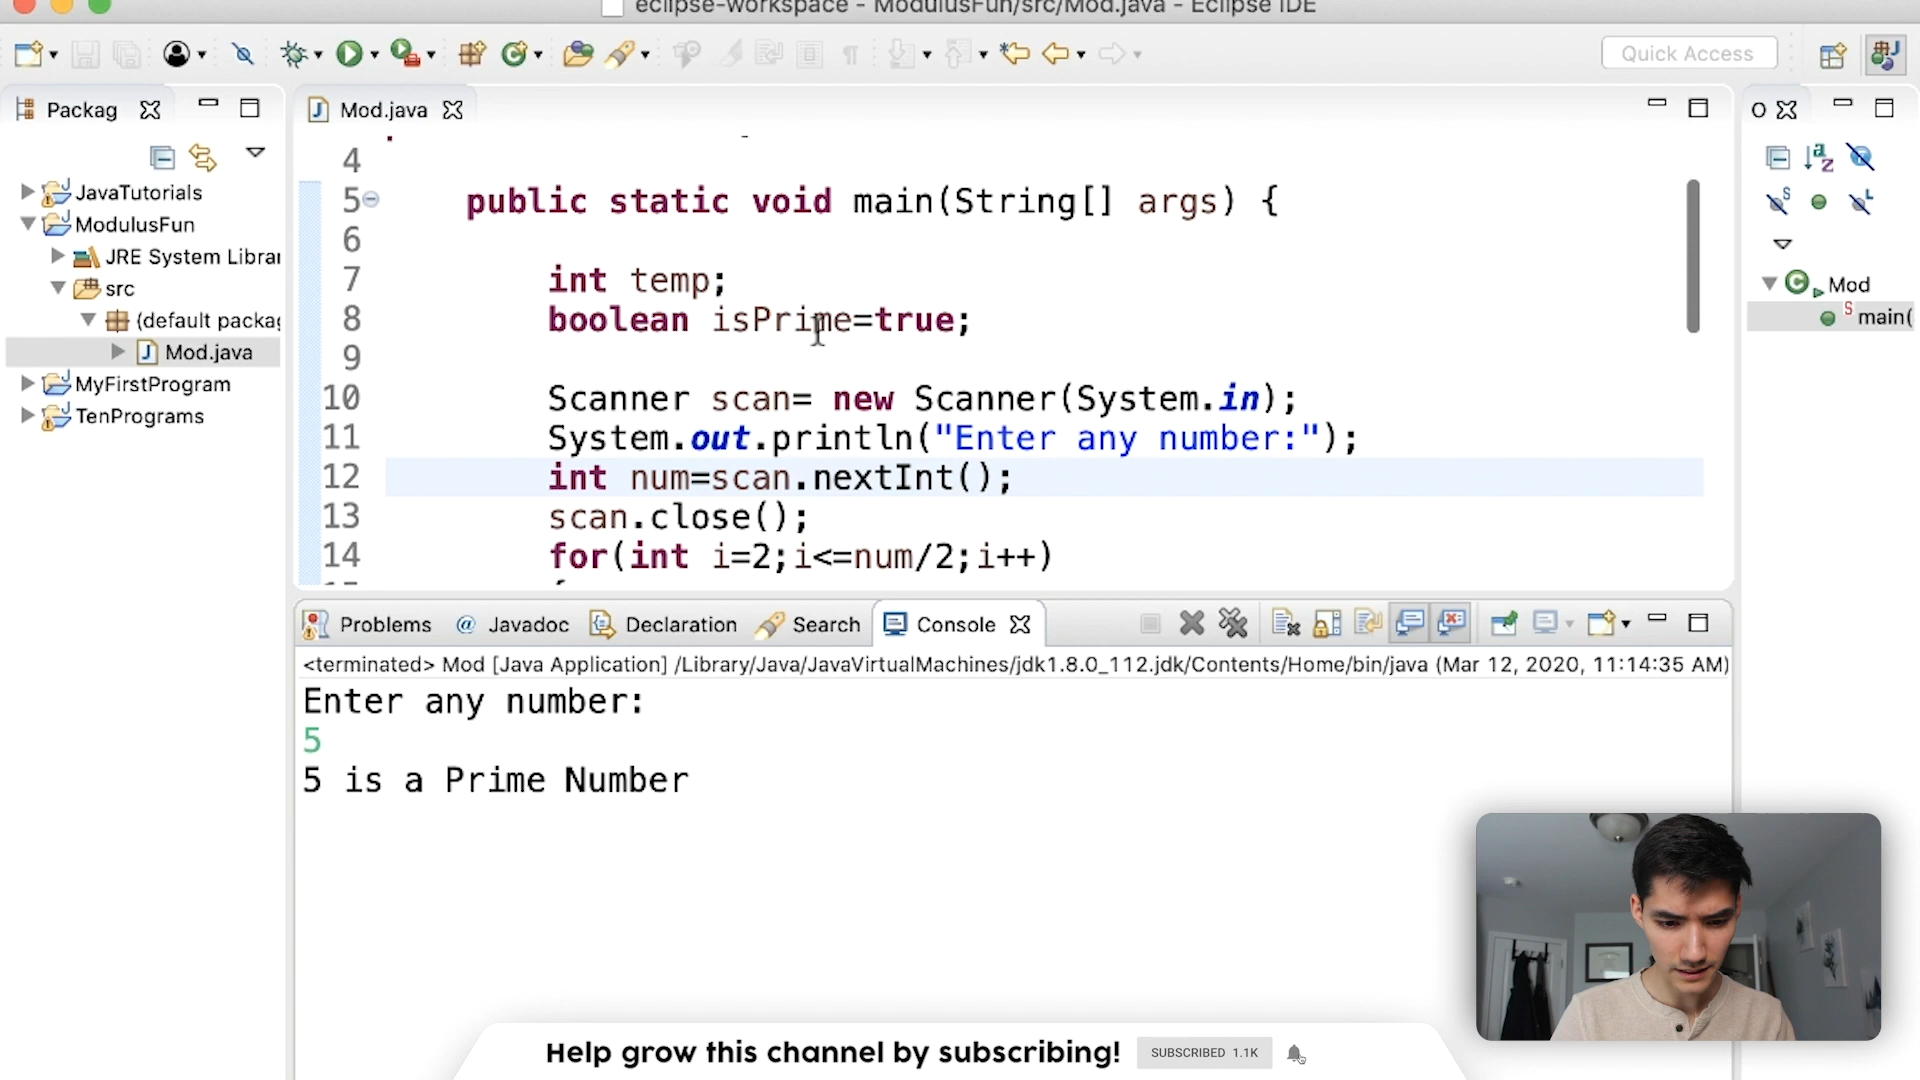 eclipse-workspace - ModulusFun/src/Mod.java - Eclipse IDE
Quick Access
Packag
JavaTutorials
ModulusFun
JRE System Librar
src
(default packag
Mod.java
MyFirstProgram
TenPrograms
Mod.java
4
5 public static void main(String[] args) {
6
7 int temp;
8 boolean isPrime=true;
9
10 Scanner scan= new Scanner(System.in);
11 System.out.println("Enter any number:");
12 int num=scan.nextInt();
13 scan.close();
14 for(int i=2;i<=num/2;i++)
O
Mod
main(
Problems @ Javadoc Declaration Search Console
<terminated> Mod [Java Application] /Library/Java/JavaVirtualMachines/jdk1.8.0_112.jdk/Contents/Home/bin/java (Mar 12, 2020, 11:14:35 AM)
Enter any number:
5
5 is a Prime Number
Help grow this channel by subscribing!
SUBSCRIBED 1.1K